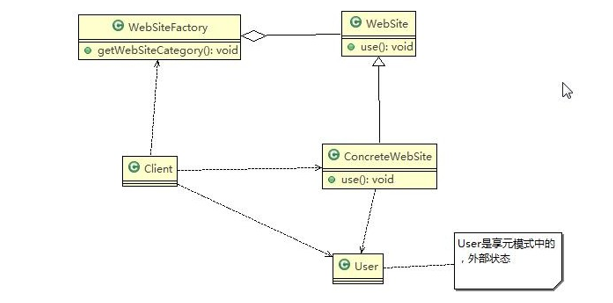 WebSiteFactory
getWebSiteCategory(): void
WebSite
use(): void
Client
ConcreteWebSite
use(): void
User
User是享元模式中的
，外部状态